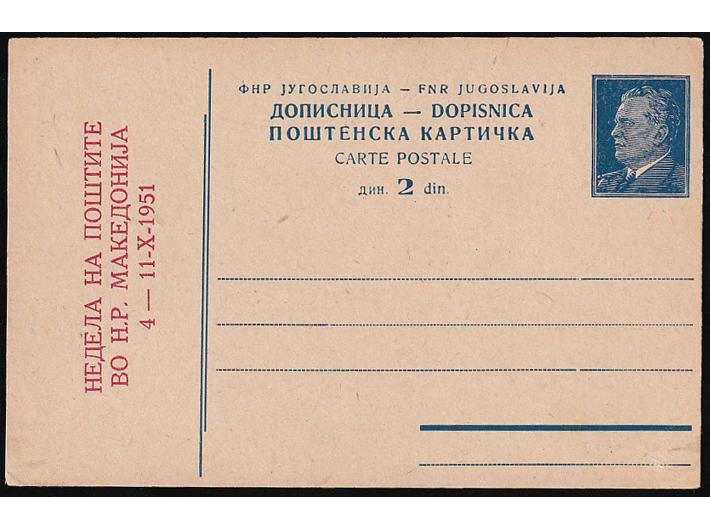 ФНР ЈУГОСЛАВИЈА — FNR JUGOSLAVIJA
ДОПИСНИЦА — DOPISNICA
ПОШТЕНСКА КАРТИЧКА
CARTE POSTALE
дин. 2 din.
НЕДЕЛА НА ПОШТИТЕ
ВО Н.Р. МАКЕДОНИЈА
4 — 11-X-1951